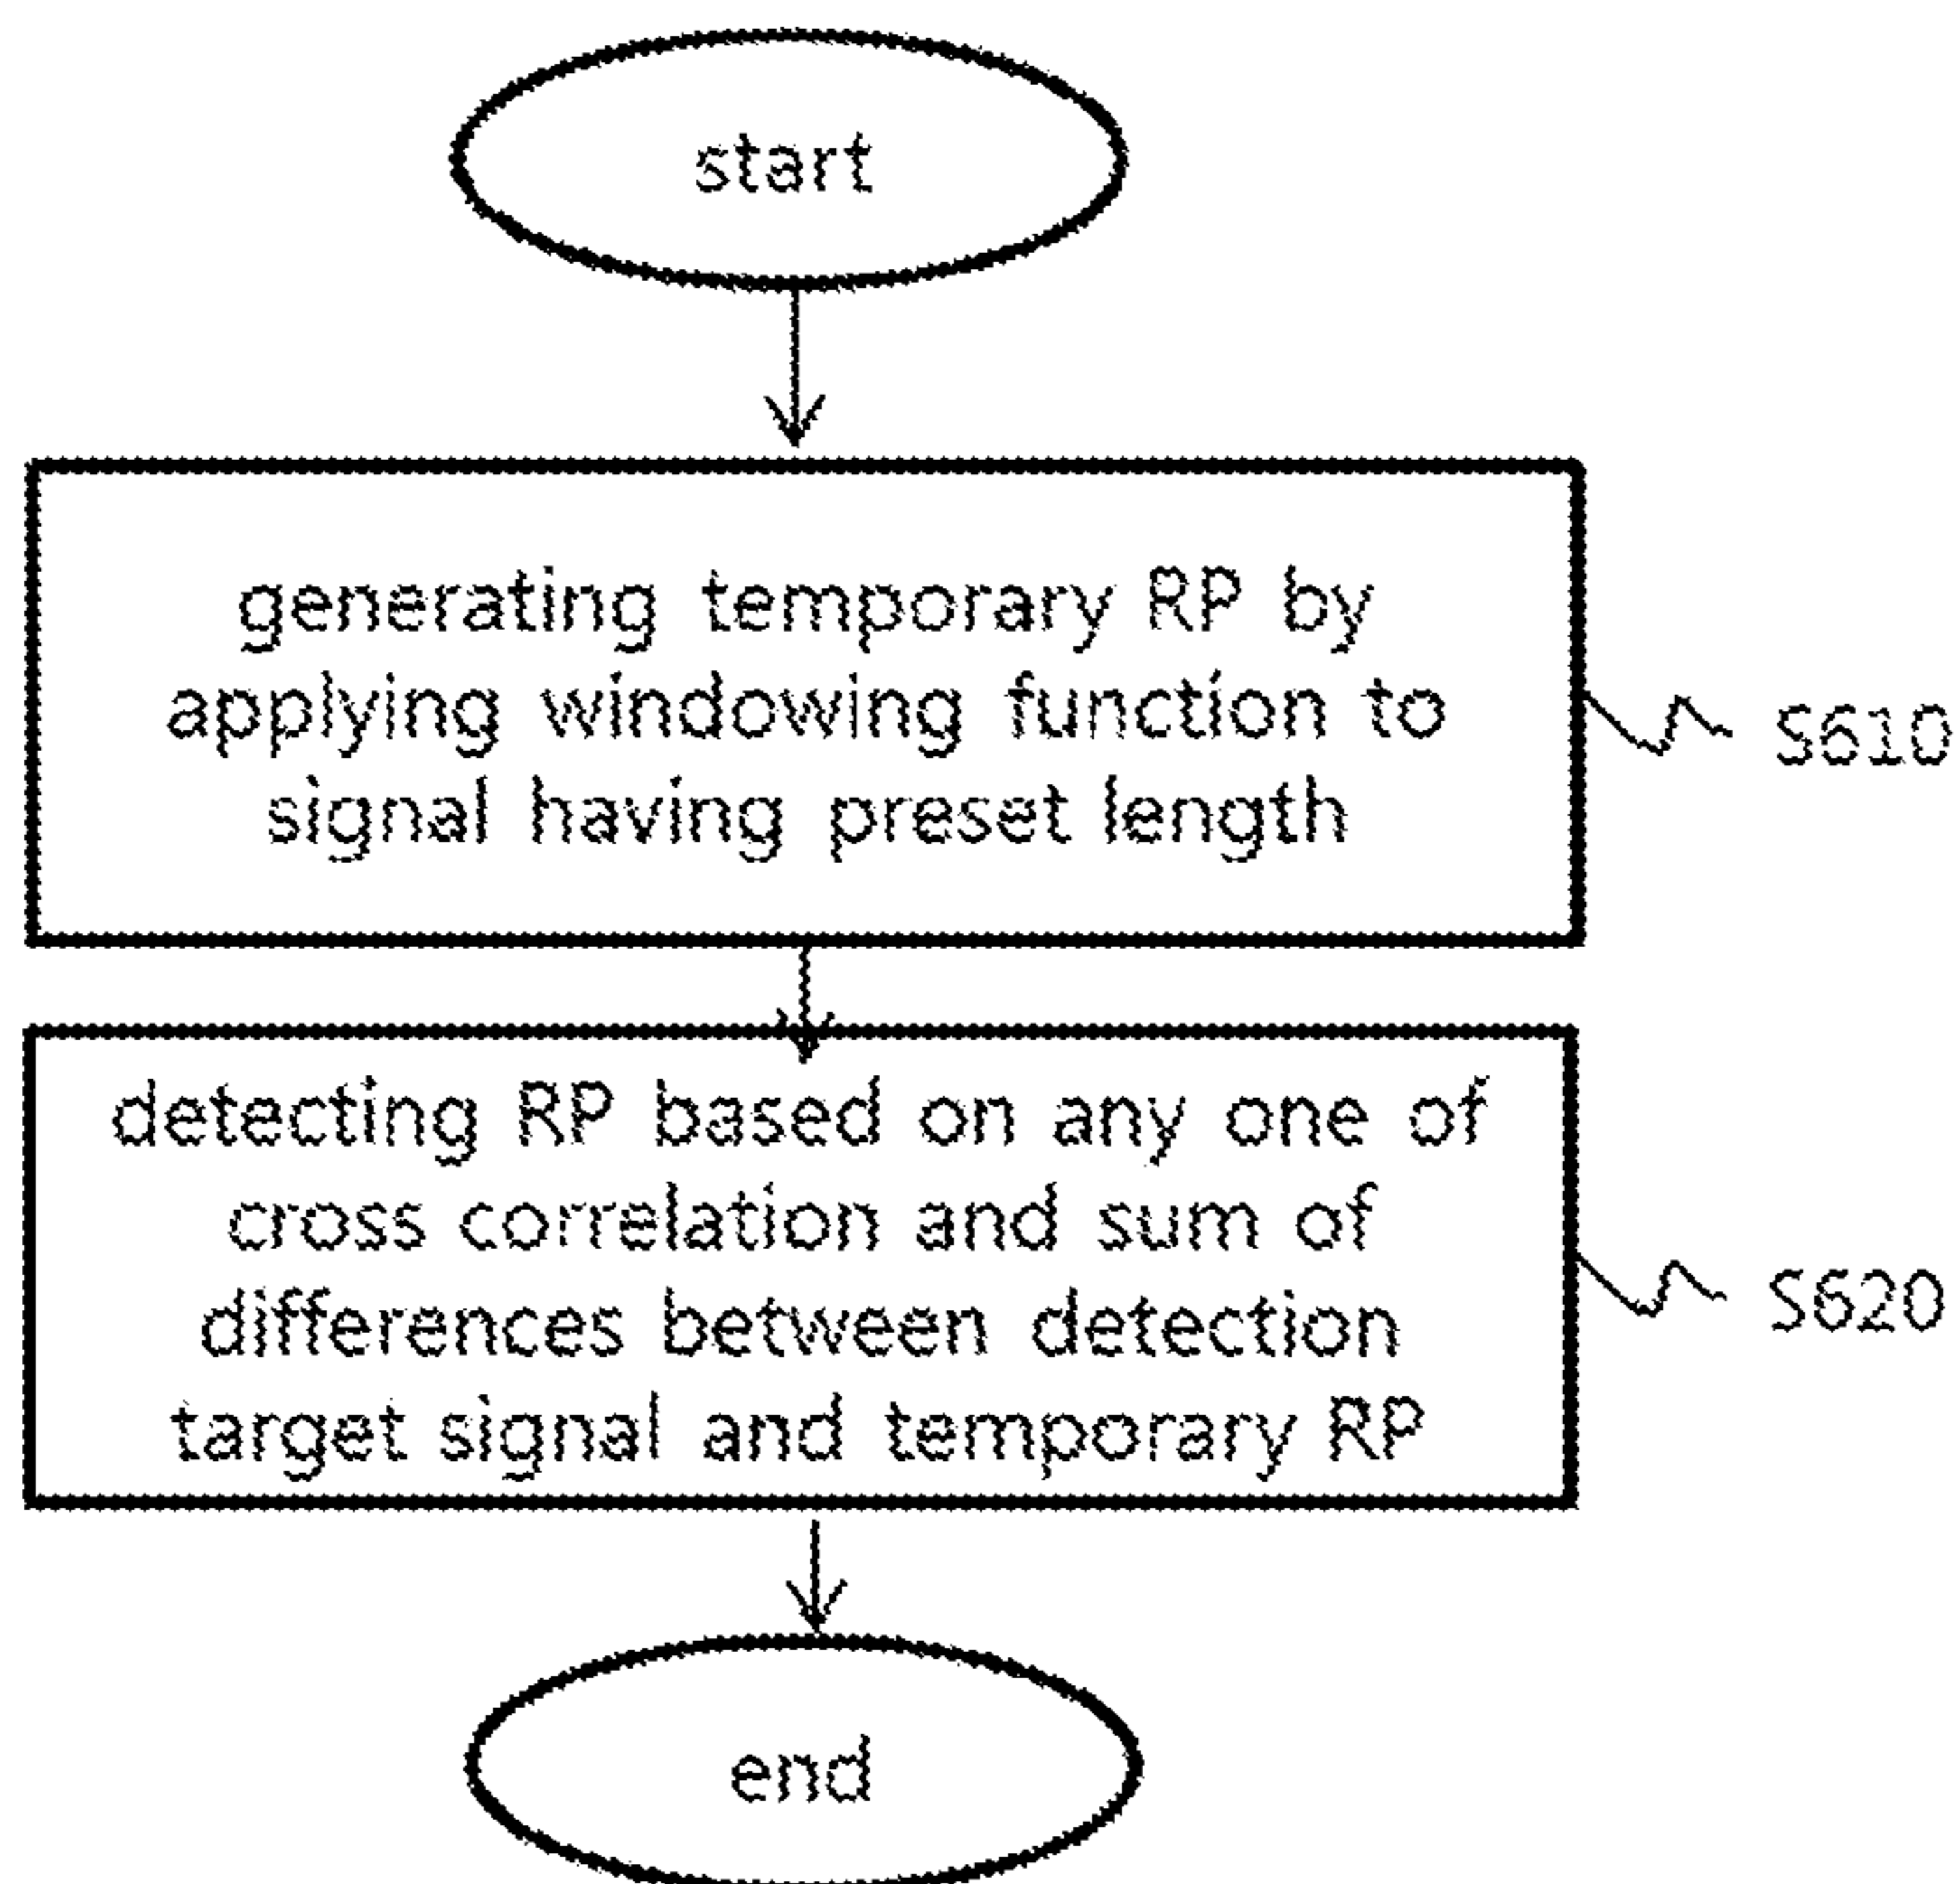 start
generating temporary RP by
applying windowing function to
signal having preset length
S610
detecting RP based on any one of
cross correlation and sum of
differences between detection
target signal and temporary RP
S620
end